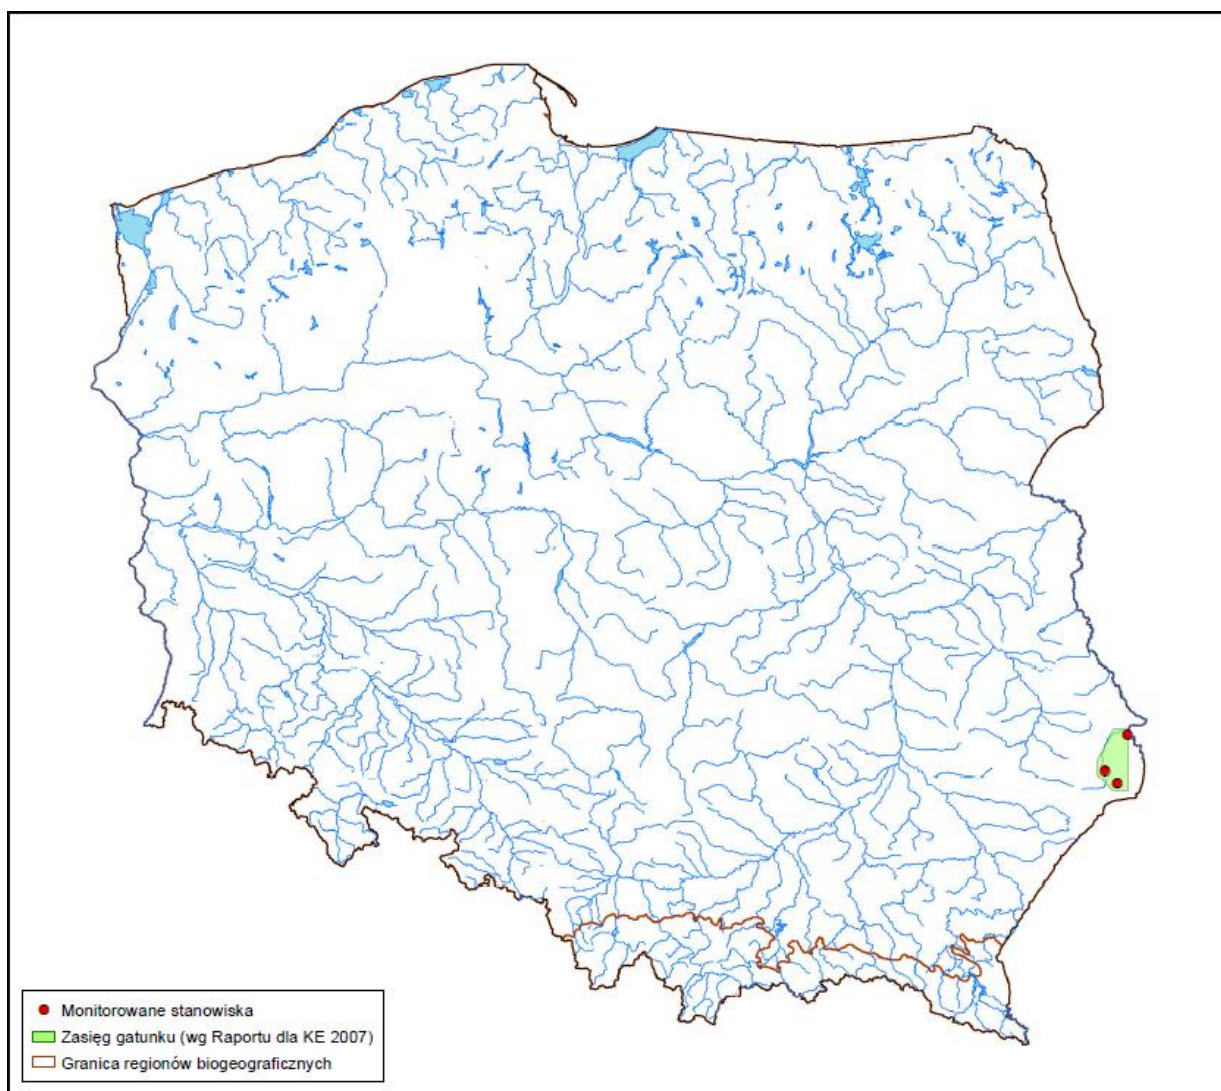 Monitorowane stanowiska
Zasięg gatunku (wg Raportu dla KE 2007)
Granica regionów biogeograficznych